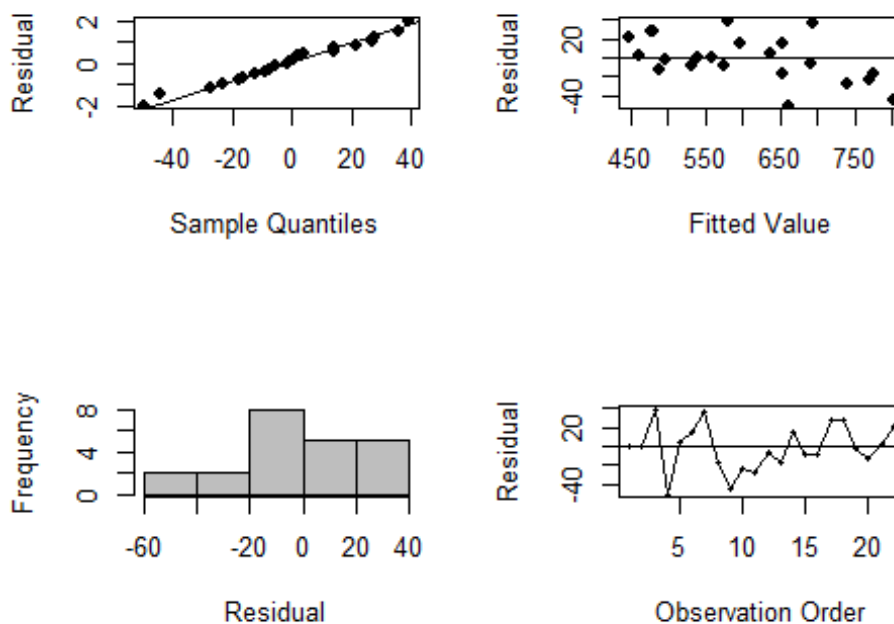 Residual
2
0
-2
-40 -20 0 20 40
Sample Quantiles
Residual
20
-40
450 550 650 750
Fitted Value
Frequency
8
4
0
-60 -20 0 20 40
Residual
Residual
20
-40
5 10 15 20
Observation Order